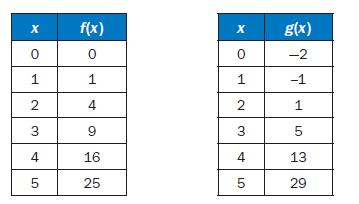 x f(x) x g(x)
0 0 0 –2
1 1 1 –1
2 4 2 1
3 9 3 5
4 16 4 13
5 25 5 29